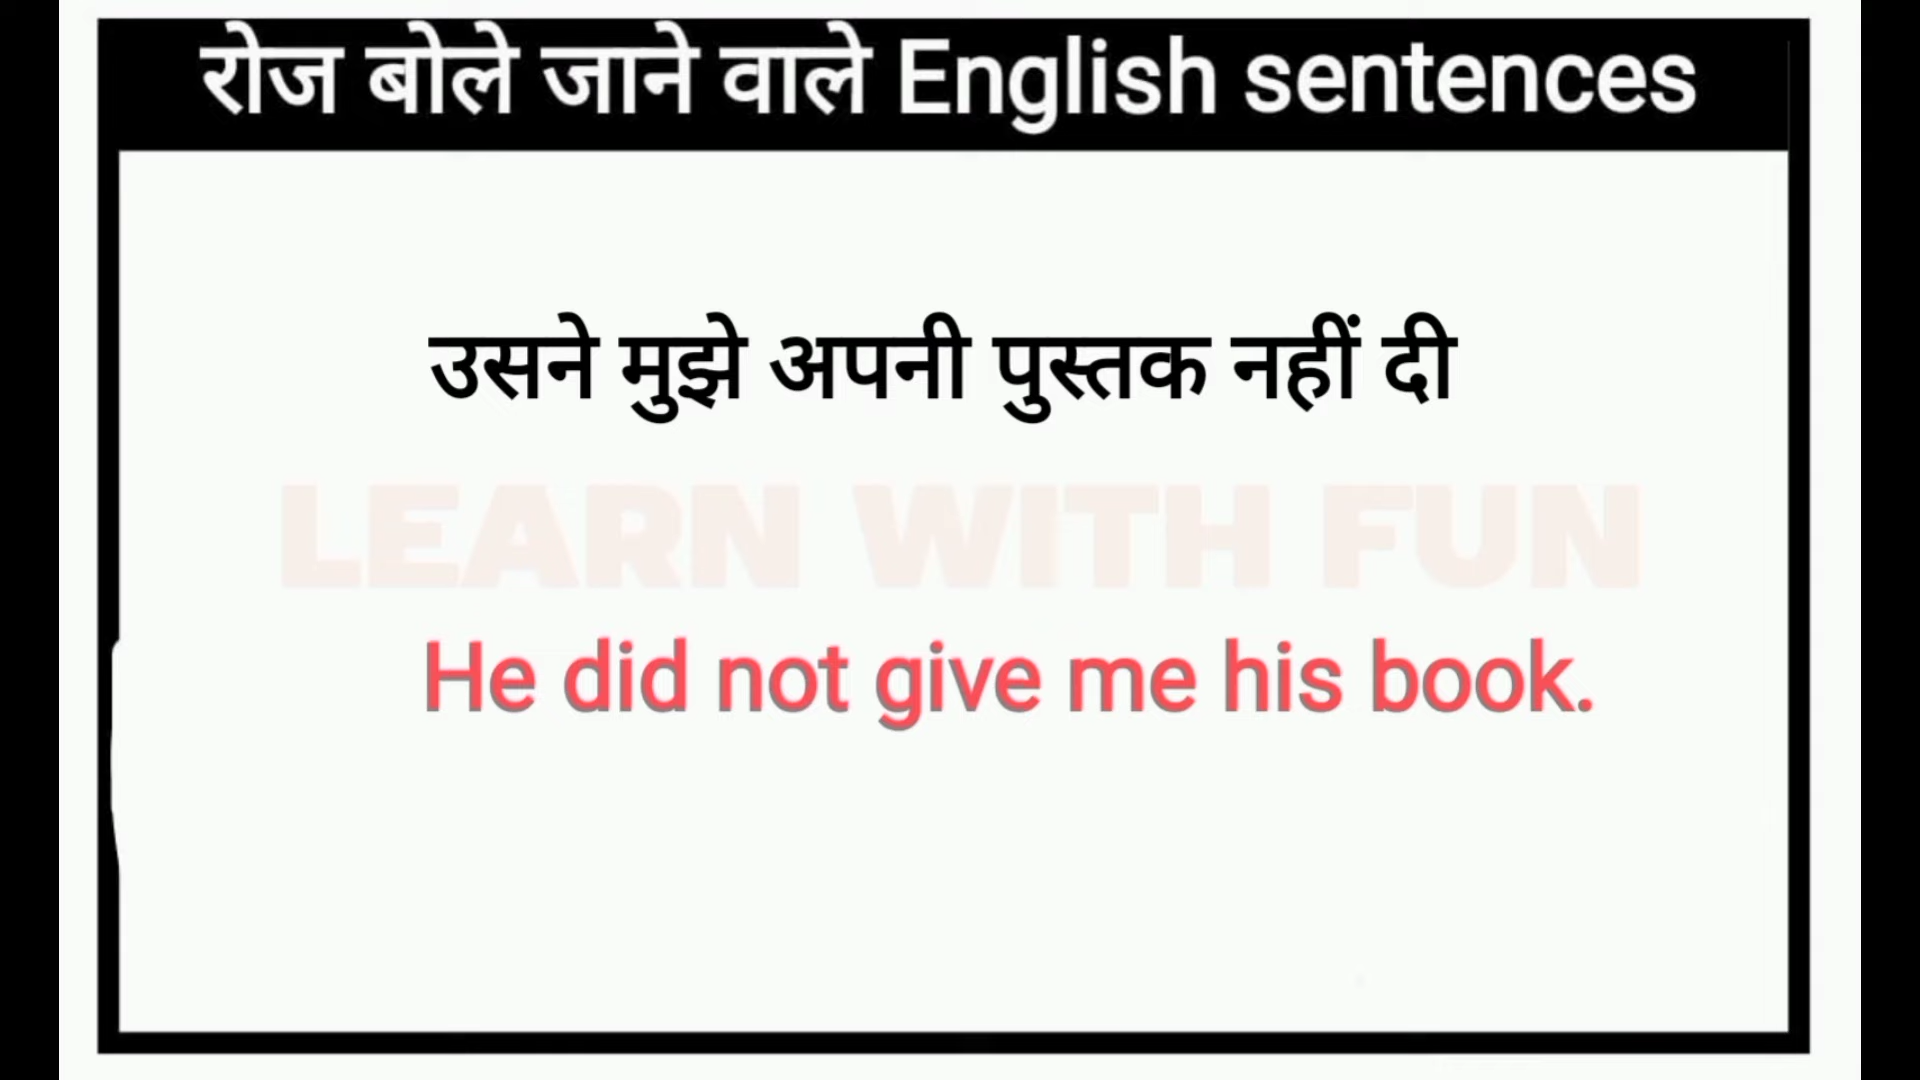 रोज बोले जाने वाले English sentences
उसने मुझे अपनी पुस्तक नहीं दी
LEARN WITH FUN
He did not give me his book.